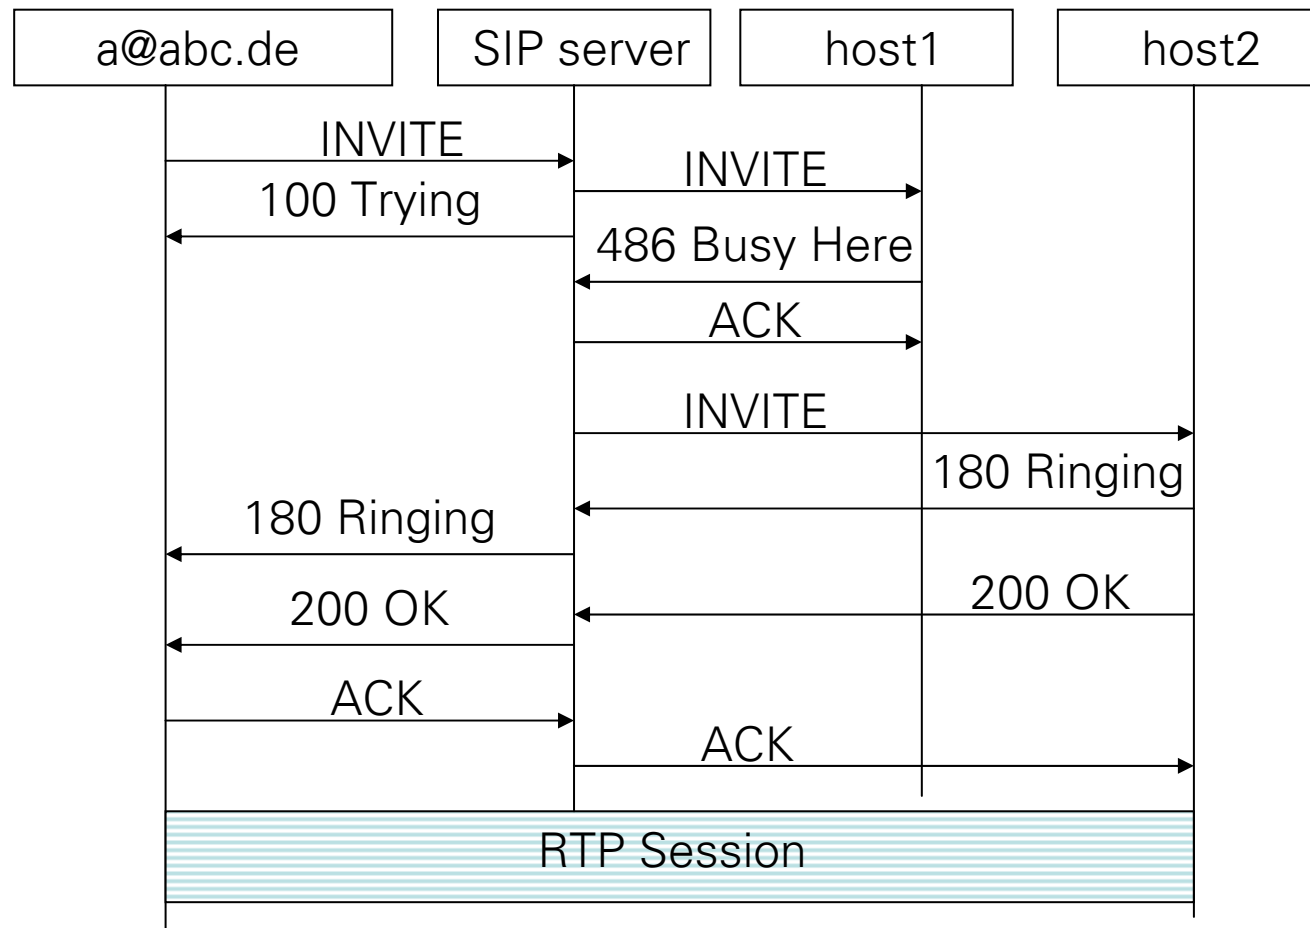 a@abc.de
SIP server
host1
host2
INVITE
INVITE
100 Trying
486 Busy Here
ACK
INVITE
180 Ringing
180 Ringing
200 OK
200 OK
ACK
ACK
RTP Session